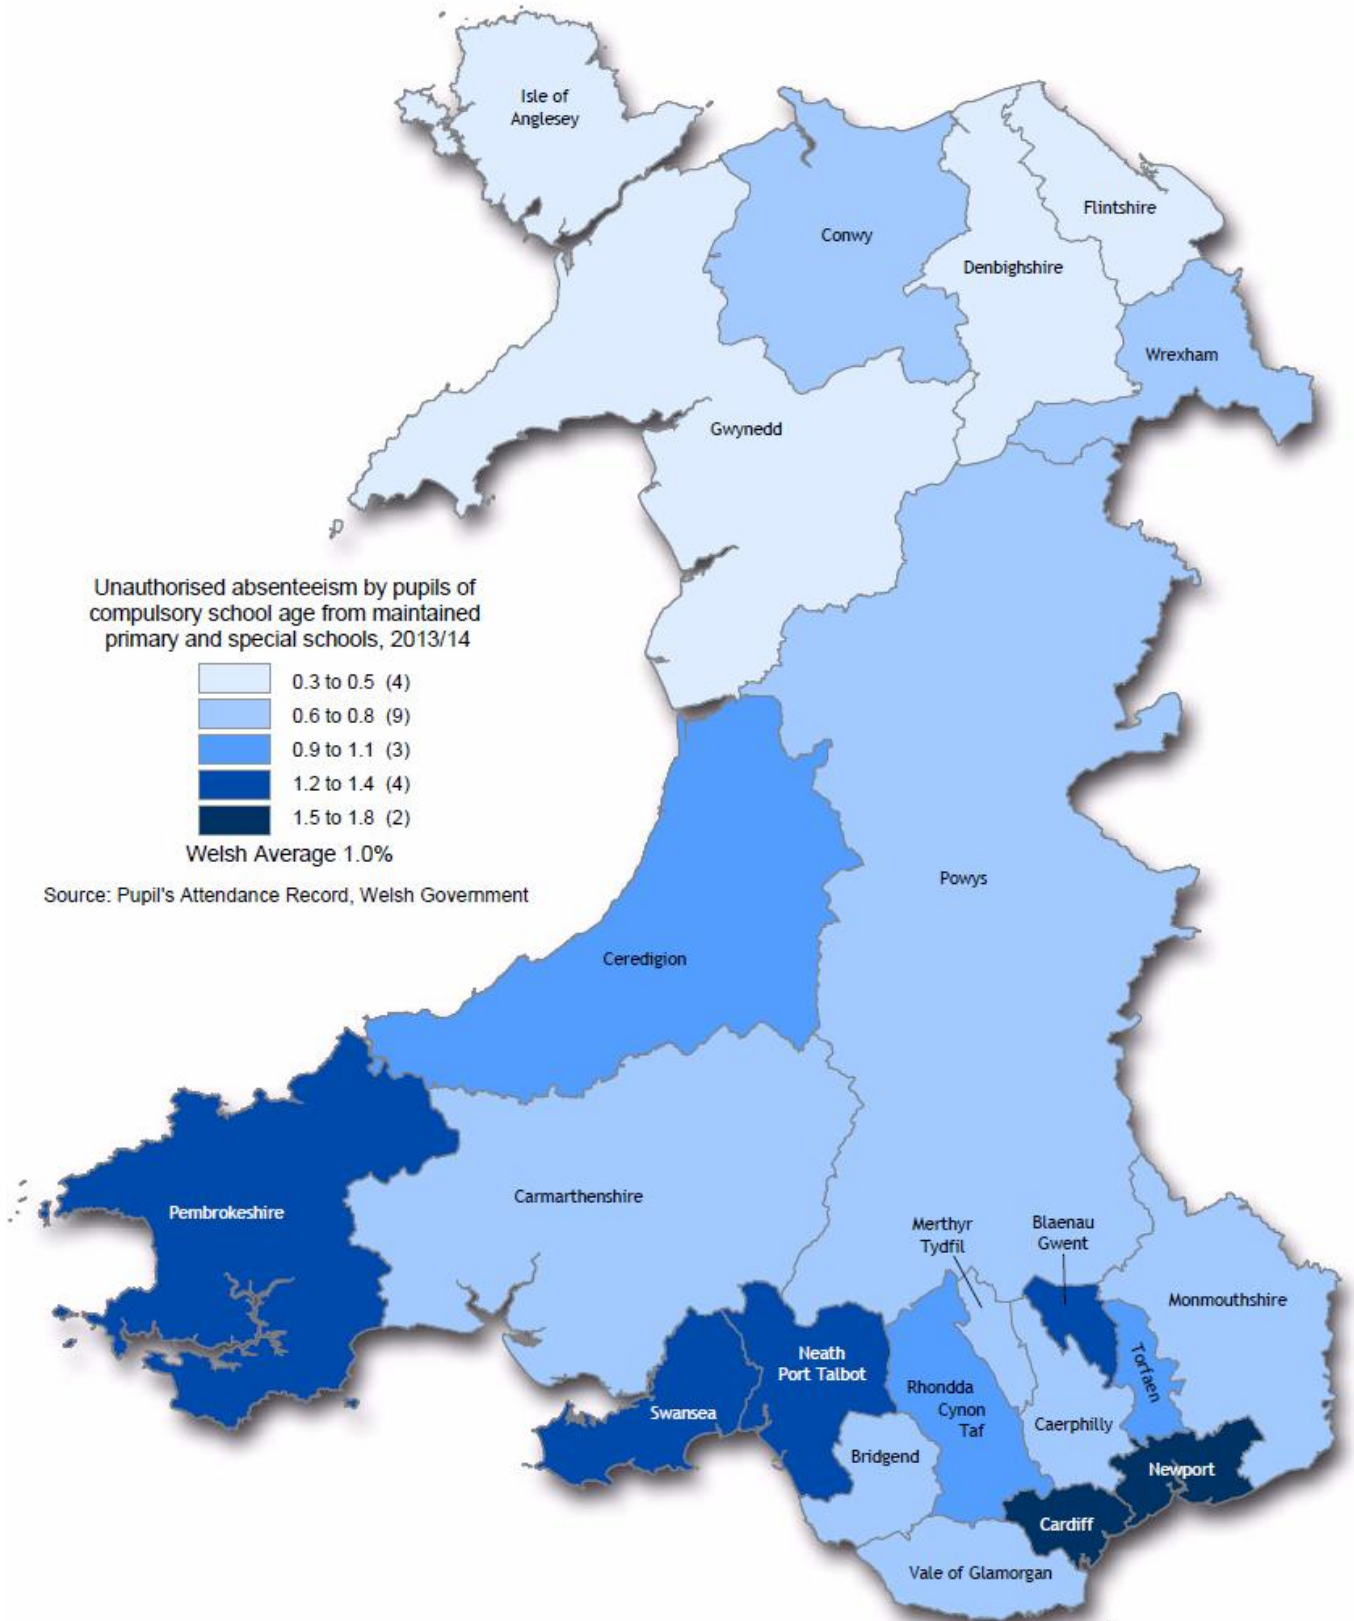 Isle of
Anglesey
Flintshire
Conwy
Denbighshire
Wrexham
Gwynedd
Unauthorised absenteeism by pupils of
compulsory school age from maintained
primary and special schools, 2013/14
0.3 to 0.5 (4)
0.6 to 0.8 (9)
0.9 to 1.1 (3)
1.2 to 1.4 (4)
1.5 to 1.8 (2)
Welsh Average 1.0%
Source: Pupil's Attendance Record, Welsh Government
Powys
Ceredigion
Carmarthenshire
Pembrokeshire
Merthyr
Tydfil
Blaenau
Gwent
Monmouthshire
Neath
Port Talbot
Torfaen
Rhondda
Cynon
Taf
Swansea
Caerphilly
Bridgend
Newport
Cardiff
Vale of Glamorgan